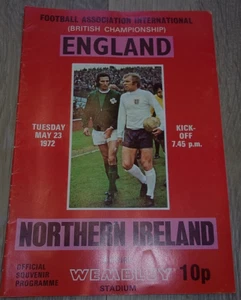 FOOTBALL ASSOCIATION INTERNATIONAL
(BRITISH CHAMPIONSHIP)
ENGLAND
TUESDAY
MAY 23
1972
KICK-
OFF
7.45 p.m.
NORTHERN IRELAND
OFFICIAL
SOUVENIR
PROGRAMME
WEMBLEY
STADIUM
10p